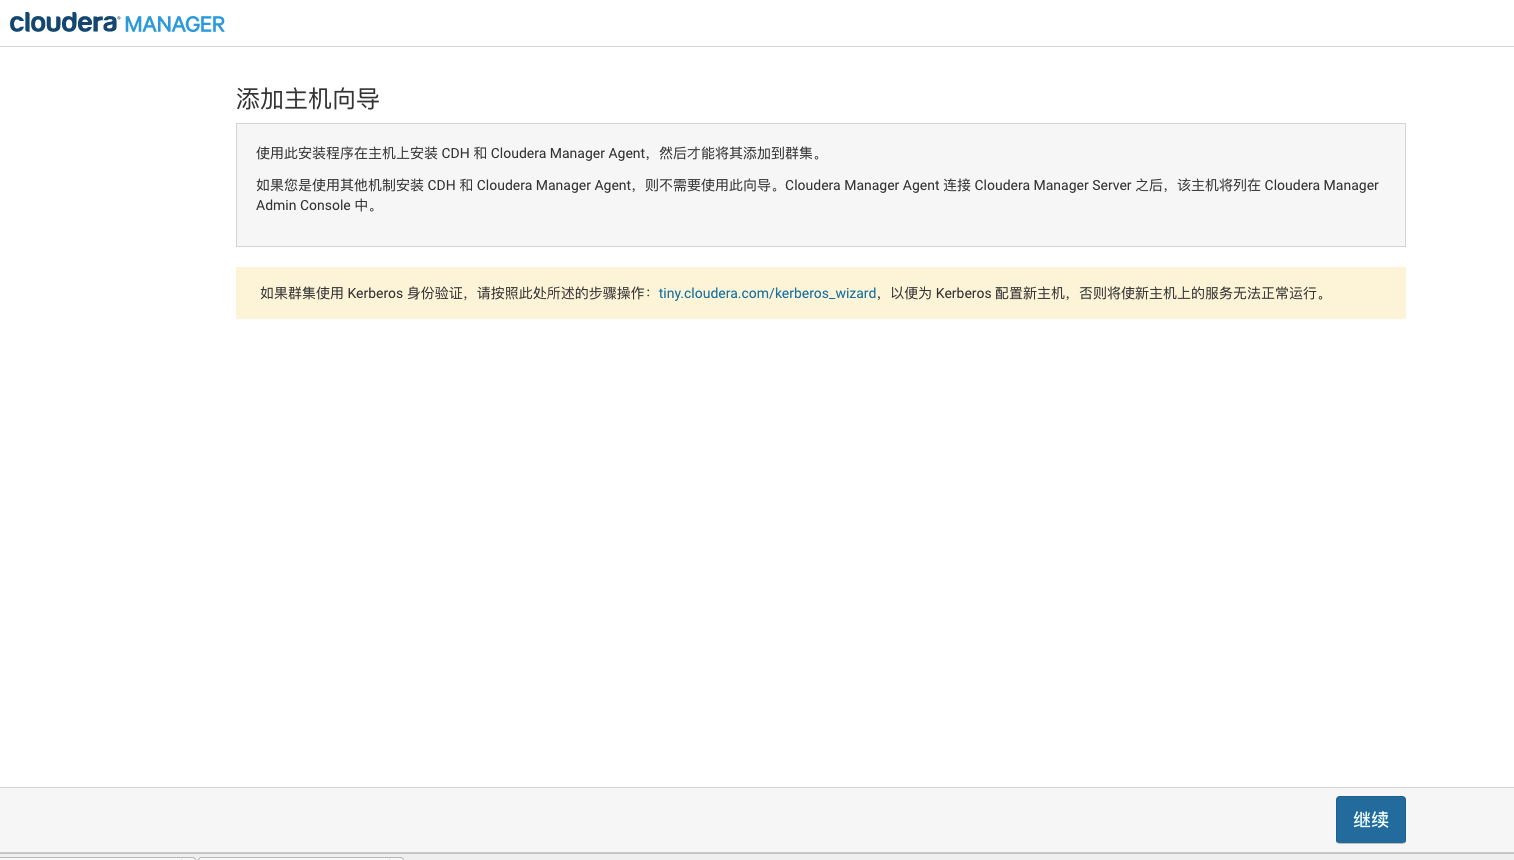 cloudera MANAGER
添加主机向导
使用此安装程序在主机上安装 CDH 和 Cloudera Manager Agent，然后才能将其添加到群集。
如果您是使用其他机制安装 CDH 和 Cloudera Manager Agent，则不需要使用此向导。Cloudera Manager Agent 连接 Cloudera Manager Server 之后，该主机将列在 Cloudera Manager
Admin Console 中。
如果群集使用 Kerberos 身份验证，请按照此处所述的步骤操作：tiny.cloudera.com/kerberos_wizard，以便为 Kerberos 配置新主机，否则将使新主机上的服务无法正常运行。
继续